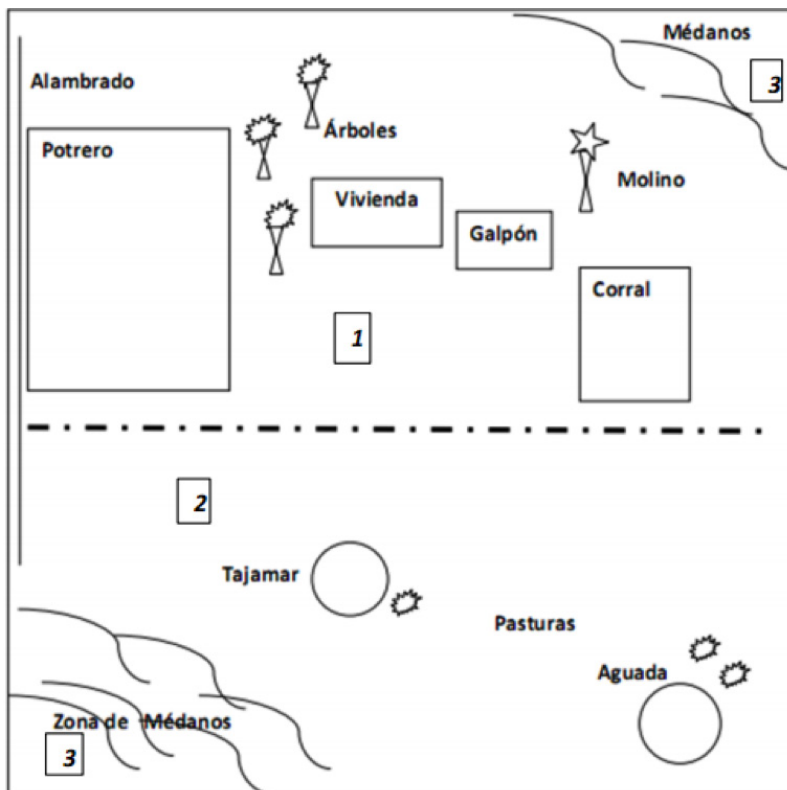 Médanos
3
Alambrado
Árboles
Potrero
Molino
Vivienda
Galpón
Corral
1
2
Tajamar
Pasturas
Aguada
Zona de Médanos
3